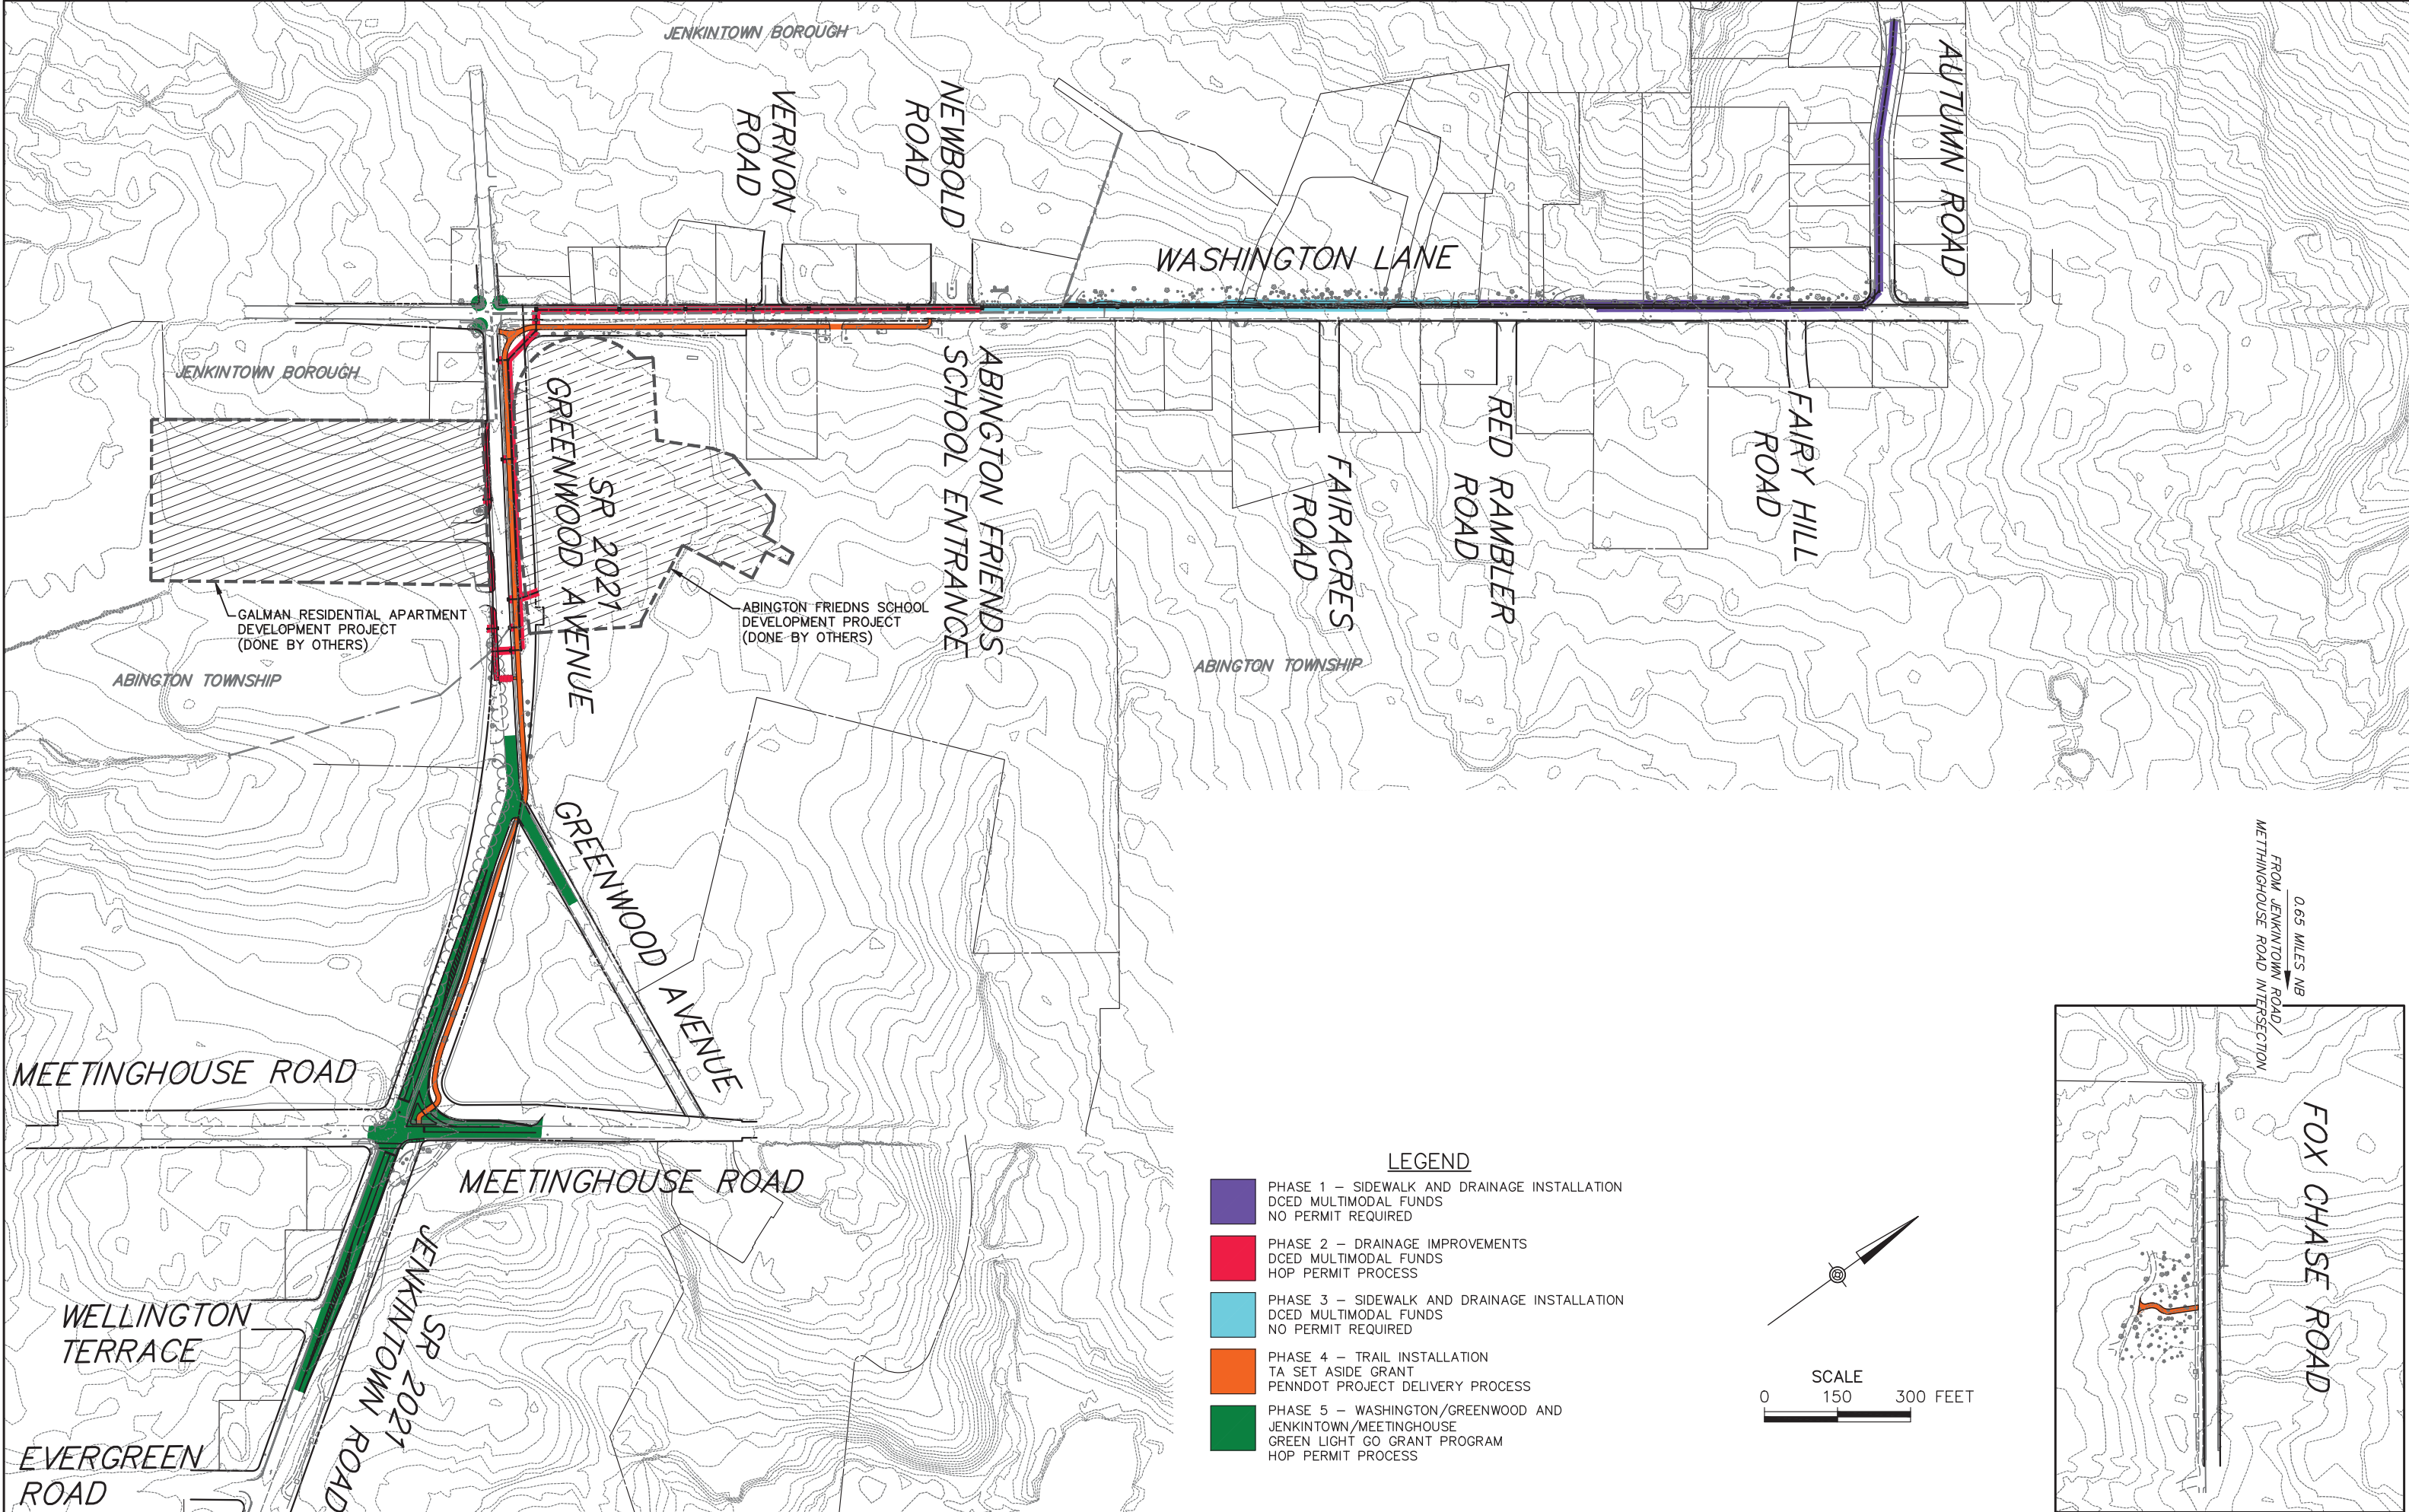 JENKINTOWN BOROUGH
VERNON
ROAD
NEWBOLD
ROAD
AUTUMN ROAD
WASHINGTON LANE
JENKINTOWN BOROUGH
SR 2021
GREENWOOD AVENUE
ABINGTON FRIENDS
SCHOOL ENTRANCE
FAIRACRES
ROAD
RED RAMBLER
ROAD
FAIRY HILL
ROAD
GALMAN RESIDENTIAL APARTMENT
DEVELOPMENT PROJECT
(DONE BY OTHERS)
ABINGTON FRIEDNS SCHOOL
DEVELOPMENT PROJECT
(DONE BY OTHERS)
ABINGTON TOWNSHIP
ABINGTON TOWNSHIP
GREENWOOD AVENUE
MEETINGHOUSE ROAD
MEETINGHOUSE ROAD
WELLINGTON
TERRACE
SR 2021
JENKINTOWN ROAD
EVERGREEN
ROAD
LEGEND
PHASE 1 – SIDEWALK AND DRAINAGE INSTALLATION
DCED MULTIMODAL FUNDS
NO PERMIT REQUIRED
PHASE 2 – DRAINAGE IMPROVEMENTS
DCED MULTIMODAL FUNDS
HOP PERMIT PROCESS
PHASE 3 – SIDEWALK AND DRAINAGE INSTALLATION
DCED MULTIMODAL FUNDS
NO PERMIT REQUIRED
PHASE 4 – TRAIL INSTALLATION
TA SET ASIDE GRANT
PENNDOT PROJECT DELIVERY PROCESS
PHASE 5 – WASHINGTON/GREENWOOD AND
JENKINTOWN/MEETINGHOUSE
GREEN LIGHT GO GRANT PROGRAM
HOP PERMIT PROCESS
SCALE
0 150 300 FEET
0.65 MILES NB
FROM JENKINTOWN ROAD/
METTHINGHOUSE ROAD INTERSECTION
FOX CHASE ROAD